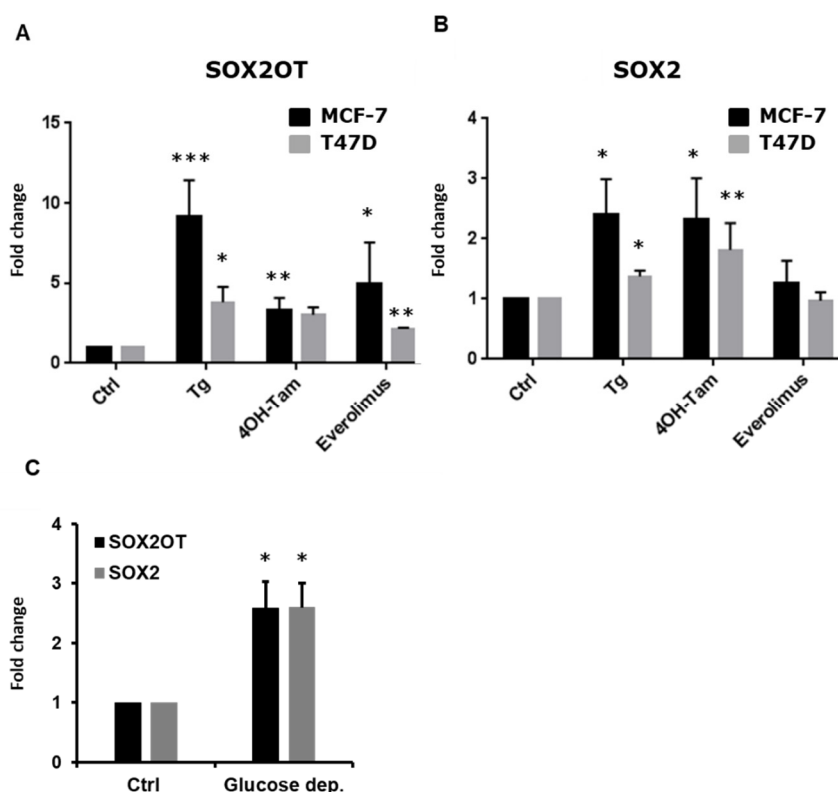 A
SOX2OT
MCF-7
T47D
Fold change
15
10
5
0
***
*
**
*
**
Ctrl
Tg
4OH-Tam
Everolimus
B
SOX2
MCF-7
T47D
Fold change
4
3
2
1
0
*
*
*
**
Ctrl
Tg
4OH-Tam
Everolimus
C
SOX2OT
SOX2
Fold change
4
3
2
1
0
*
*
Ctrl
Glucose dep.